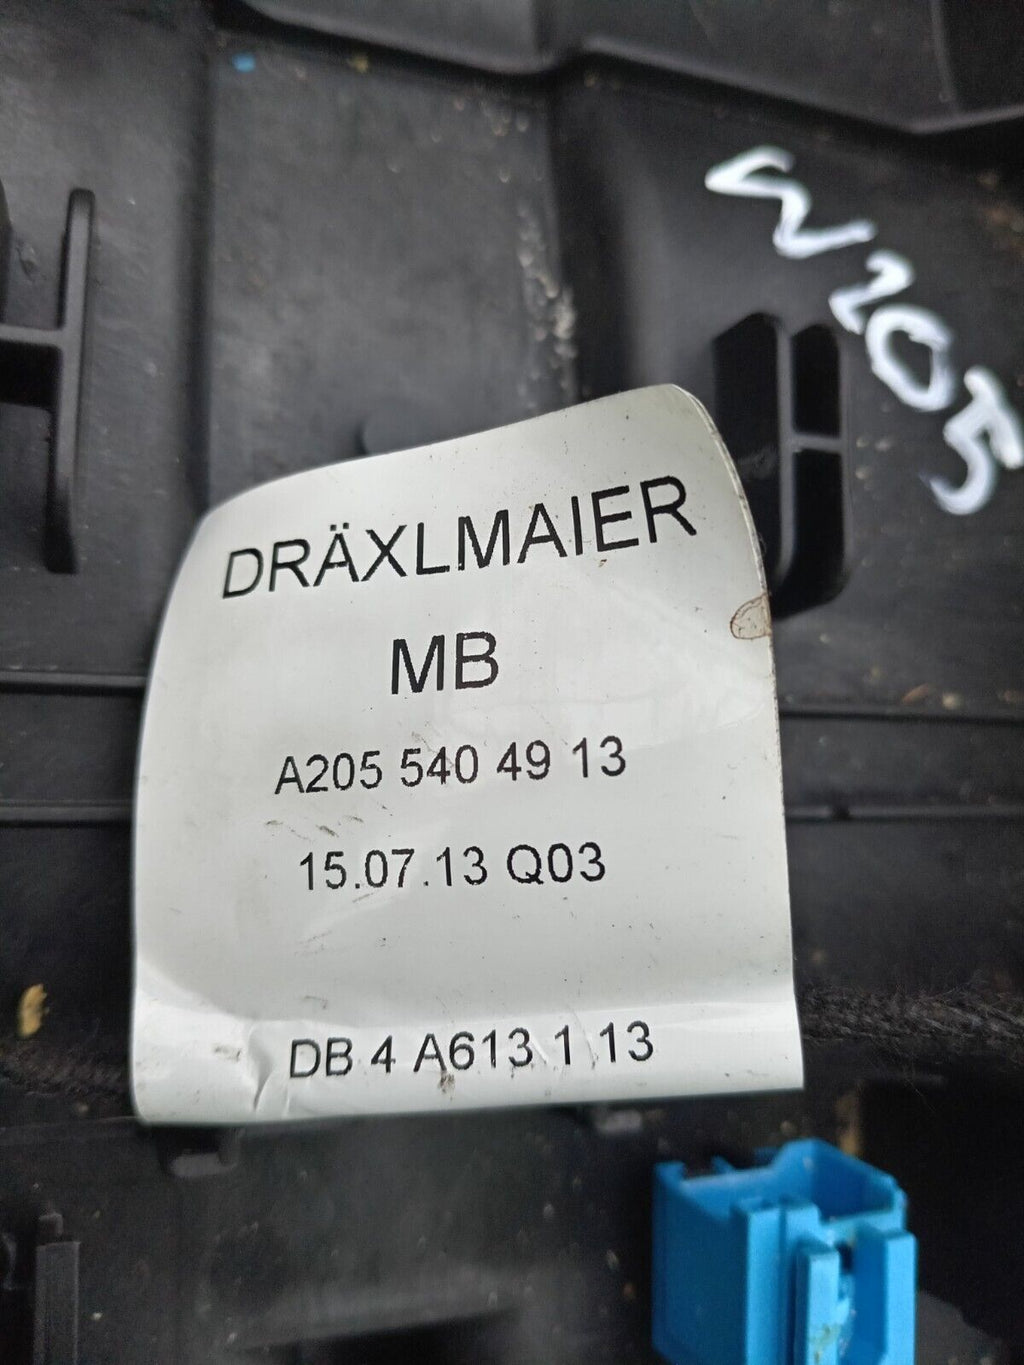 W205
DRÄXLMAIER
MB
A205 540 49 13
15.07.13 Q03
DB 4 A613 1 13